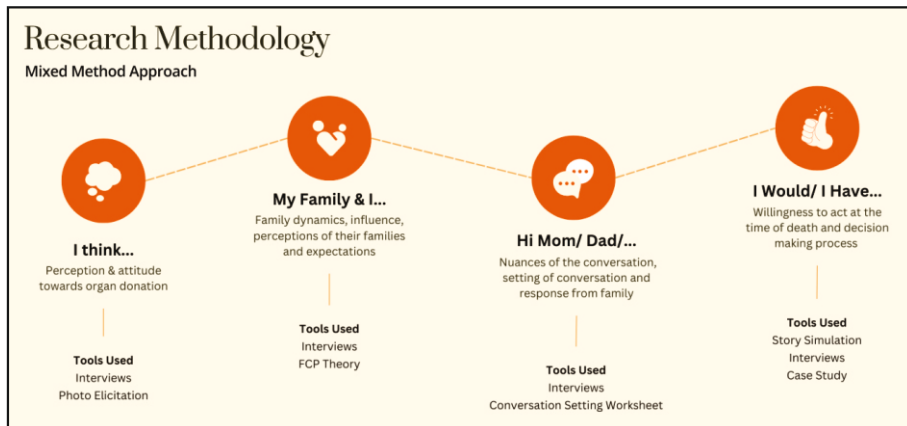 Research Methodology
Mixed Method Approach
I think...
Perception & attitude
towards organ donation
Tools Used
Interviews
Photo Elicitation
My Family & I...
Family dynamics, influence,
perceptions of their families
and expectations
Tools Used
Interviews
FCP Theory
Hi Mom/ Dad/...
Nuances of the conversation,
setting of conversation and
response from family
Tools Used
Interviews
Conversation Setting Worksheet
I Would/ I Have...
Willingness to act at the
time of death and decision
making process
Tools Used
Story Simulation
Interviews
Case Study